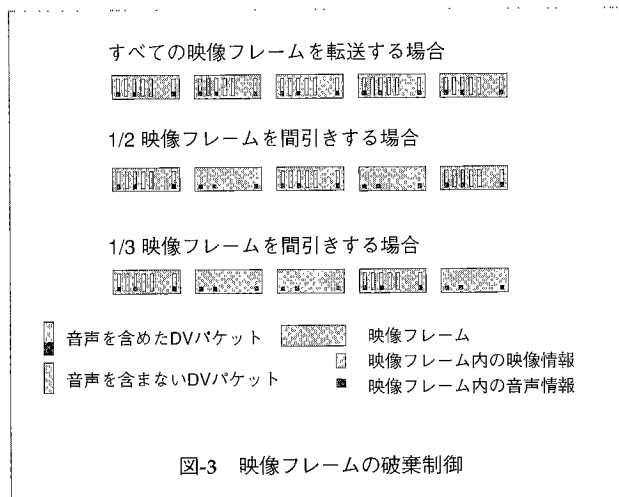 すべての映像フレームを転送する場合
1/2 映像フレームを間引きする場合
1/3 映像フレームを間引きする場合
音声を含めたDVパケット
音声を含まないDVパケット
映像フレーム
映像フレーム内の映像情報
映像フレーム内の音声情報
図-3 映像フレームの破棄制御